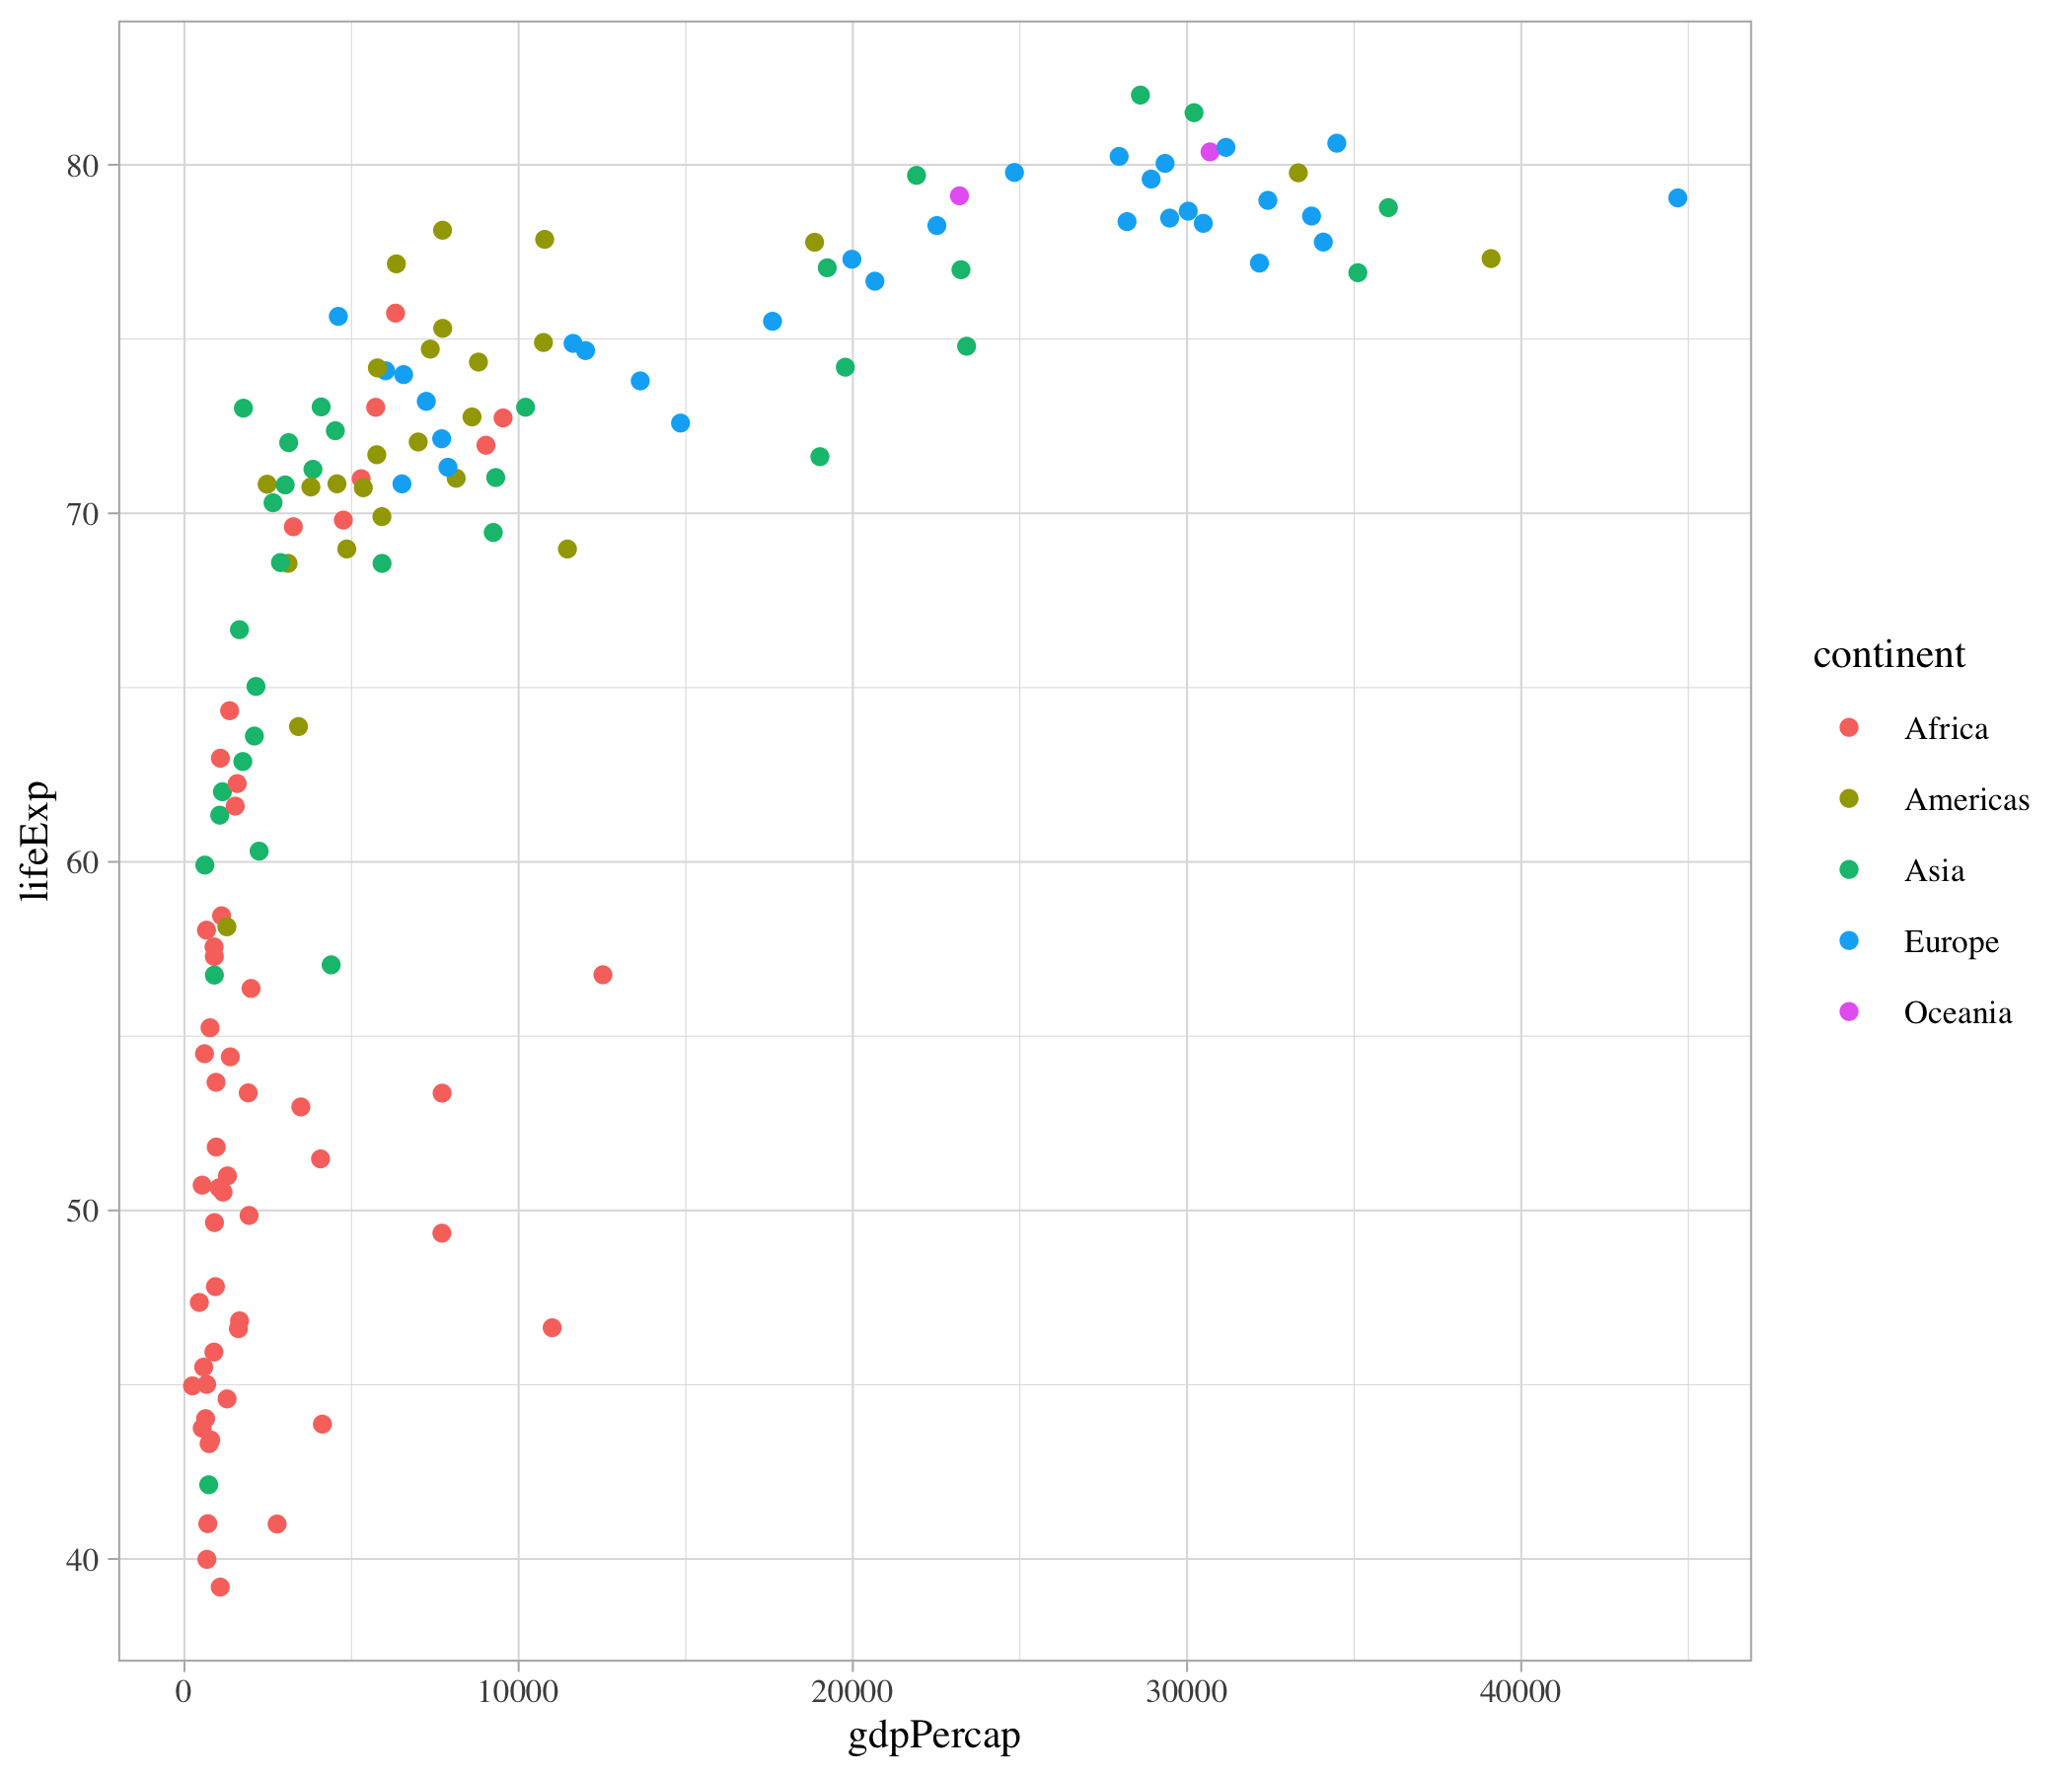 80
70
60
50
40
lifeExp
0 10000 20000 30000 40000
gdpPercap
continent
Africa
Americas
Asia
Europe
Oceania